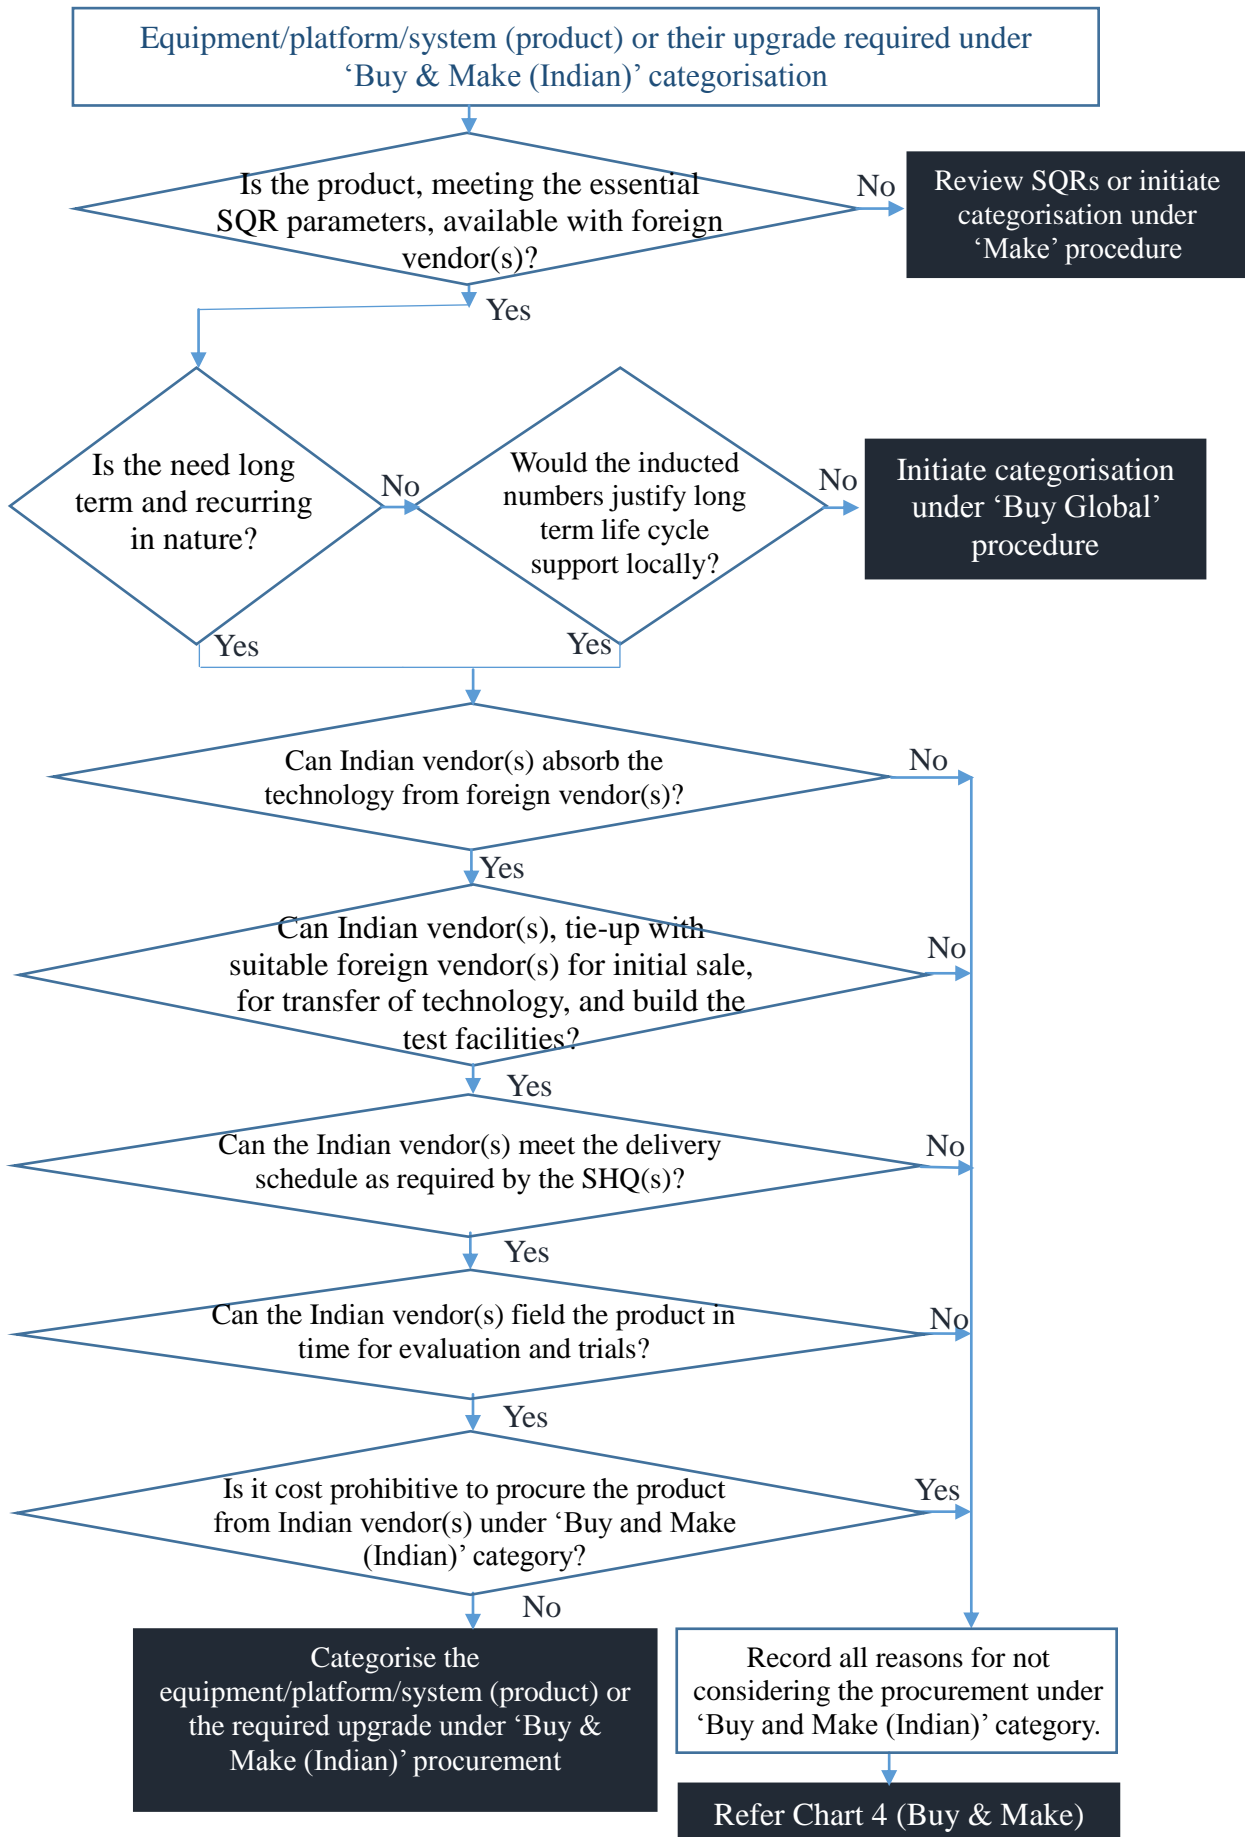 Equipment/platform/system (product) or their upgrade required under
‘Buy & Make (Indian)’ categorisation
Is the product, meeting the essential
SQR parameters, available with foreign
vendor(s)?
No
Review SQRs or initiate
categorisation under
‘Make’ procedure
Yes
Is the need long
term and recurring
in nature?
No
Would the inducted
numbers justify long
term life cycle
support locally?
No
Initiate categorisation
under ‘Buy Global’
procedure
Yes
Yes
Can Indian vendor(s) absorb the
technology from foreign vendor(s)?
No
Yes
Can Indian vendor(s), tie-up with
suitable foreign vendor(s) for initial sale,
for transfer of technology, and build the
test facilities?
No
Yes
Can the Indian vendor(s) meet the delivery
schedule as required by the SHQ(s)?
No
Yes
Can the Indian vendor(s) field the product in
time for evaluation and trials?
No
Yes
Is it cost prohibitive to procure the product
from Indian vendor(s) under ‘Buy and Make
(Indian)’ category?
Yes
No
Categorise the
equipment/platform/system (product) or
the required upgrade under ‘Buy &
Make (Indian)’ procurement
Record all reasons for not
considering the procurement under
‘Buy and Make (Indian)’ category.
Refer Chart 4 (Buy & Make)